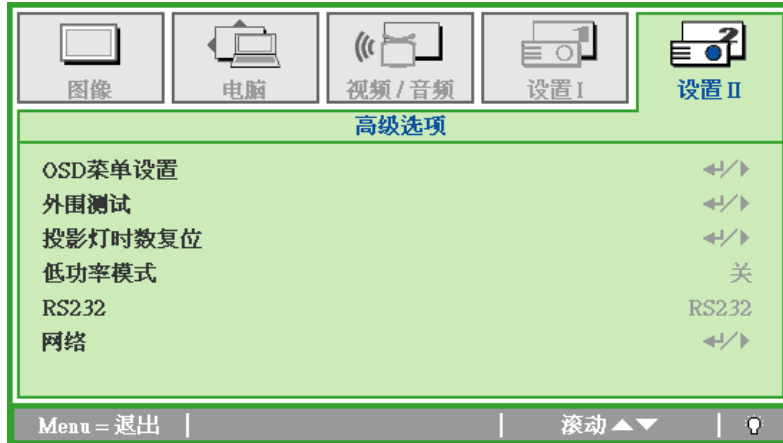 图像 电脑 视频 / 音频 设置 I 设置 II
高级选项
OSD菜单设置
外围测试
投影灯时数复位
低功率模式 关
RS232 RS232
网络
Menu = 退出 滚动